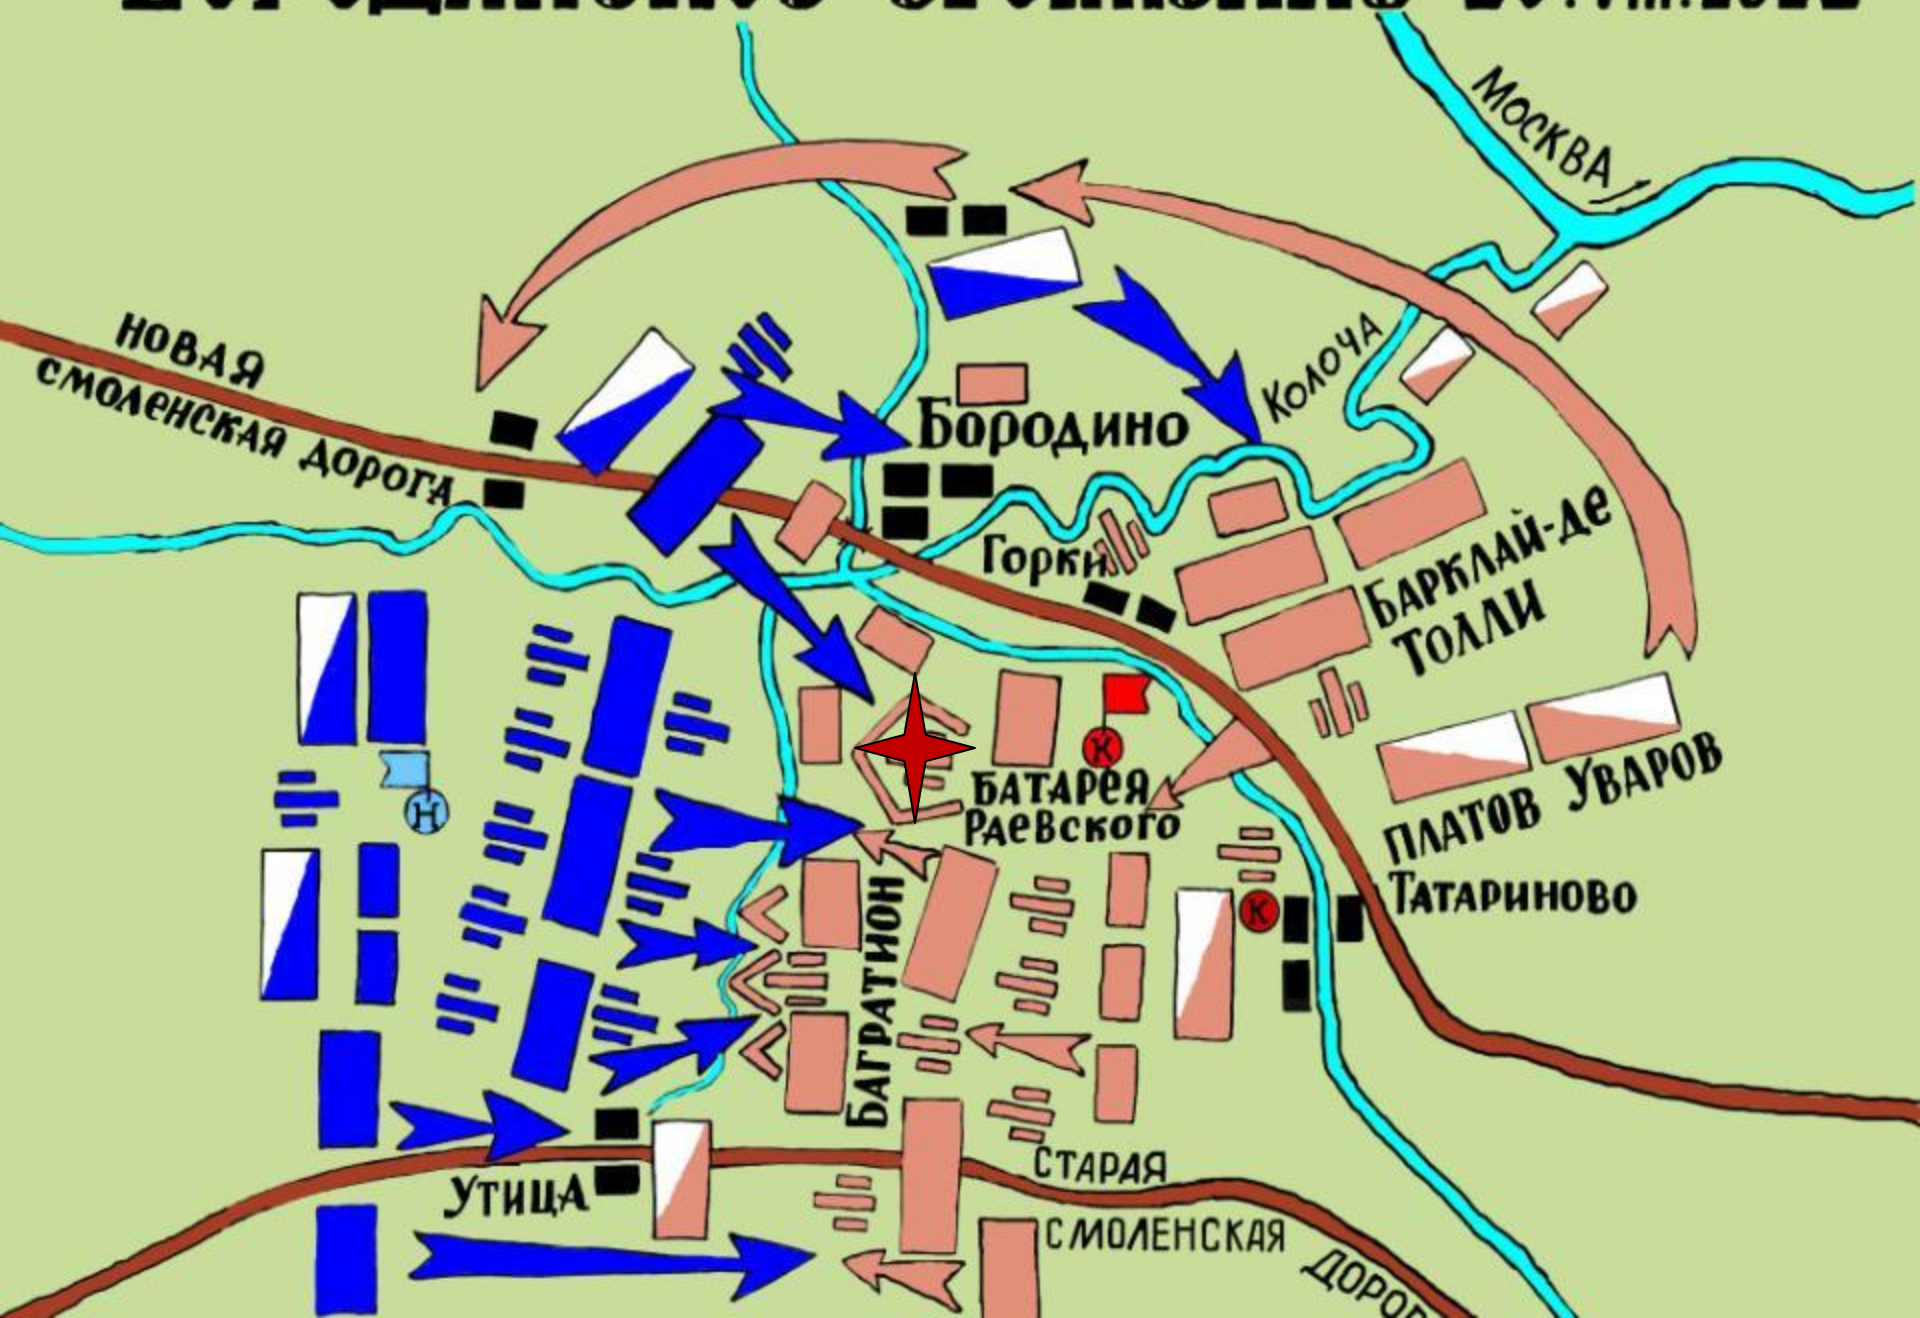 МОСКВА
НОВАЯ
СМОЛЕНСКАЯ ДОРОГА
КОЛОЧА
БОРОДИНО
ГОРКИ
БАРКЛАЙ-ДЕ
ТОЛЛИ
Н
К
БАТАРЕЯ
РАЕВСКОГО
ПЛАТОВ УВАРОВ
К
ТАТАРИНОВО
БАГРАТИОН
УТИЦА
СТАРАЯ
СМОЛЕНСКАЯ